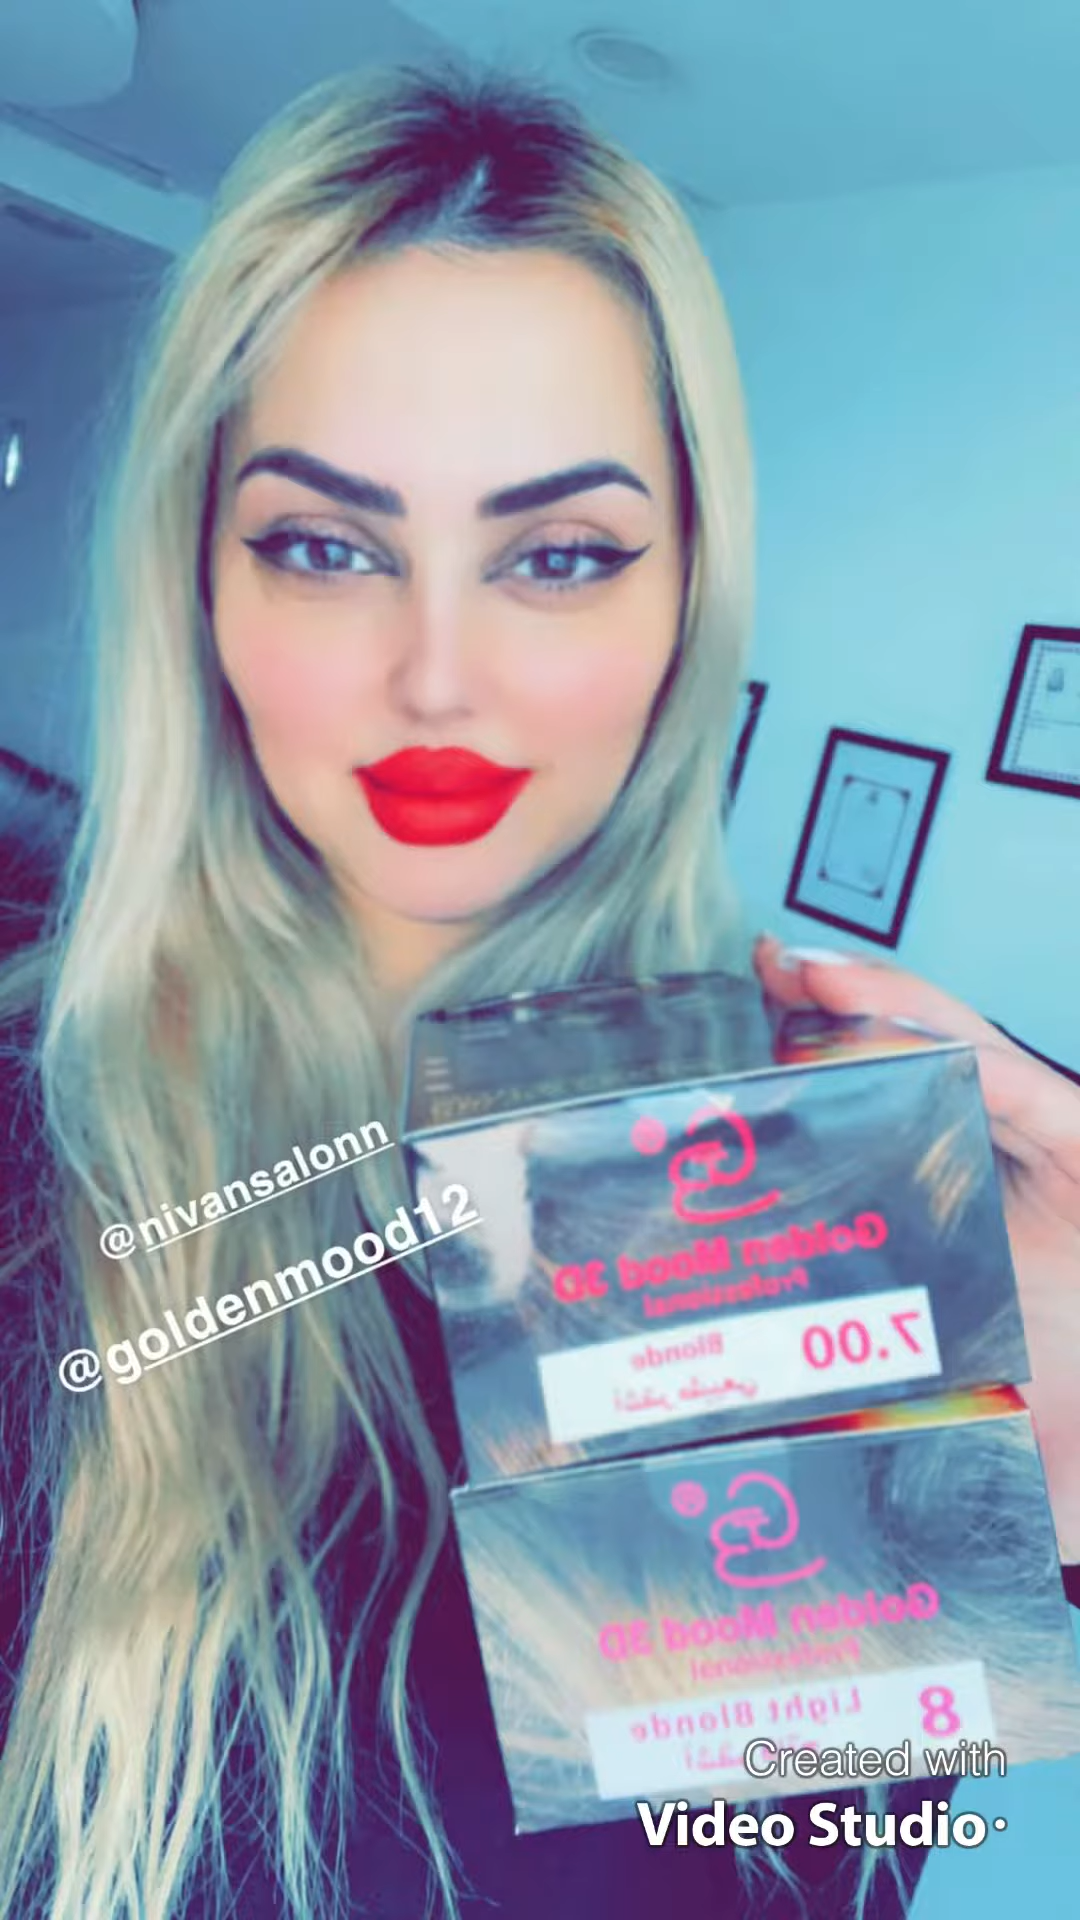 @nivansalonn
@goldenmood12
Golden Mood 3D
Professional
Blonde
7.00
Golden Mood 3D
Professional
Light Blonde
8
Created with
Video Studio